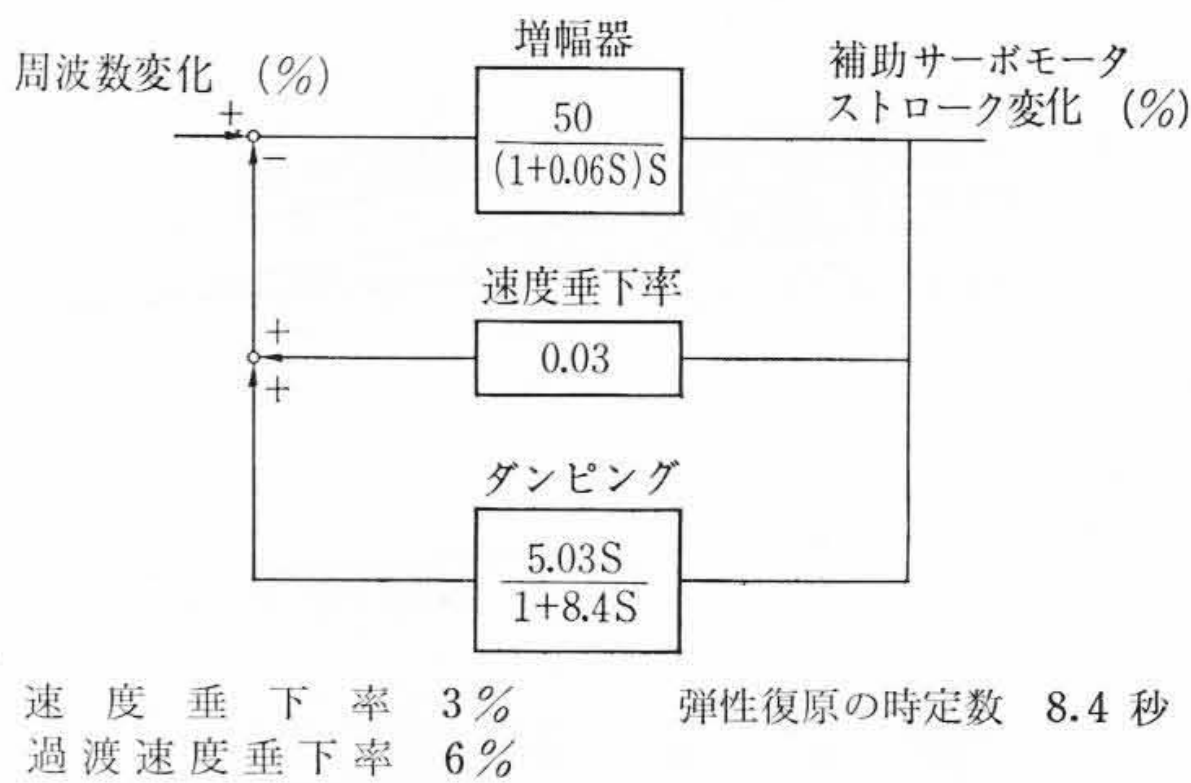 増幅器
周波数変化 (%)
補助サーボモータ
ストローク変化 (%)
+
−
50
(1+0.06S)S
速度垂下率
+
0.03
+
ダンピング
5.03S
1+8.4S
速度垂下率 3% 弾性復原の時定数 8.4 秒
過渡速度垂下率 6%